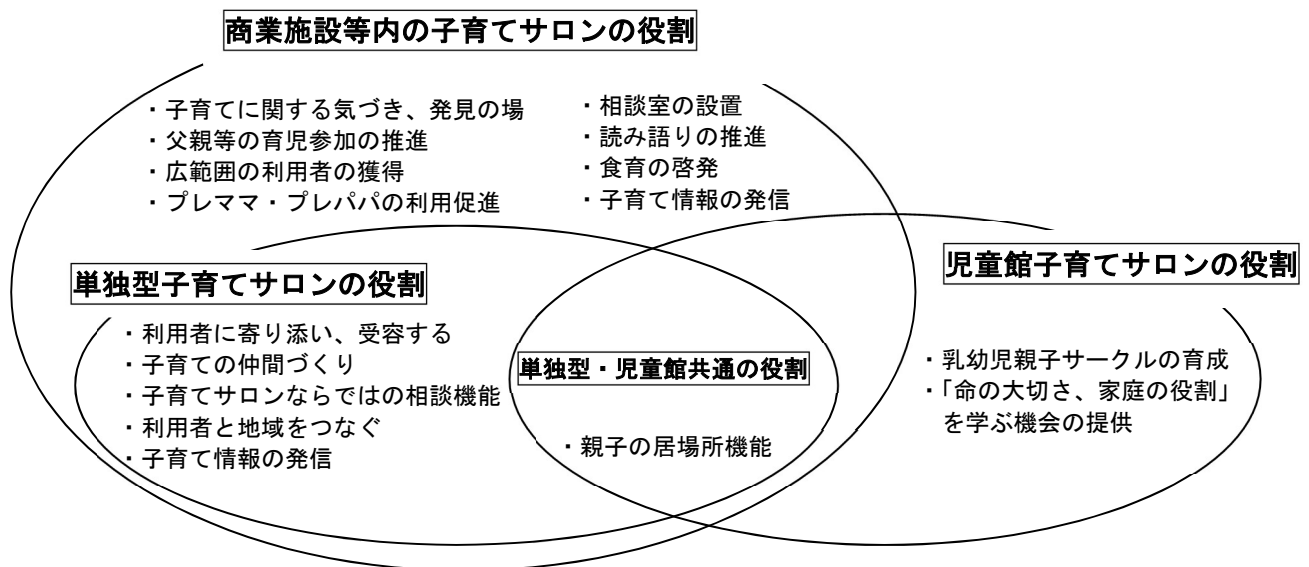 商業施設等内の子育てサロンの役割
・子育てに関する気づき、発見の場
・父親等の育児参加の推進
・広範囲の利用者の獲得
・プレママ・プレパパの利用促進
・相談室の設置
・読み語りの推進
・食育の啓発
・子育て情報の発信
単独型子育てサロンの役割
・利用者に寄り添い、受容する
・子育ての仲間づくり
・子育てサロンならではの相談機能
・利用者と地域をつなぐ
・子育て情報の発信
単独型・児童館共通の役割
・親子の居場所機能
児童館子育てサロンの役割
・乳幼児親子サークルの育成
・「命の大切さ、家庭の役割」
を学ぶ機会の提供